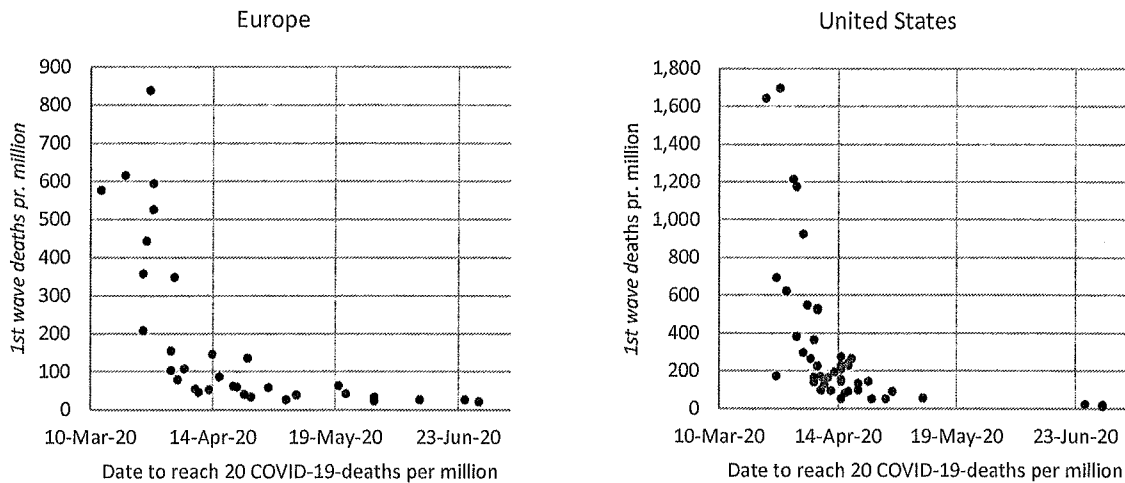 Europe
1st wave deaths pr. million
900
800
700
600
500
400
300
200
100
0
10-Mar-20 14-Apr-20 19-May-20 23-Jun-20
Date to reach 20 COVID-19-deaths per million
United States
1st wave deaths pr. million
1,800
1,600
1,400
1,200
1,000
800
600
400
200
0
10-Mar-20 14-Apr-20 19-May-20 23-Jun-20
Date to reach 20 COVID-19-deaths per million